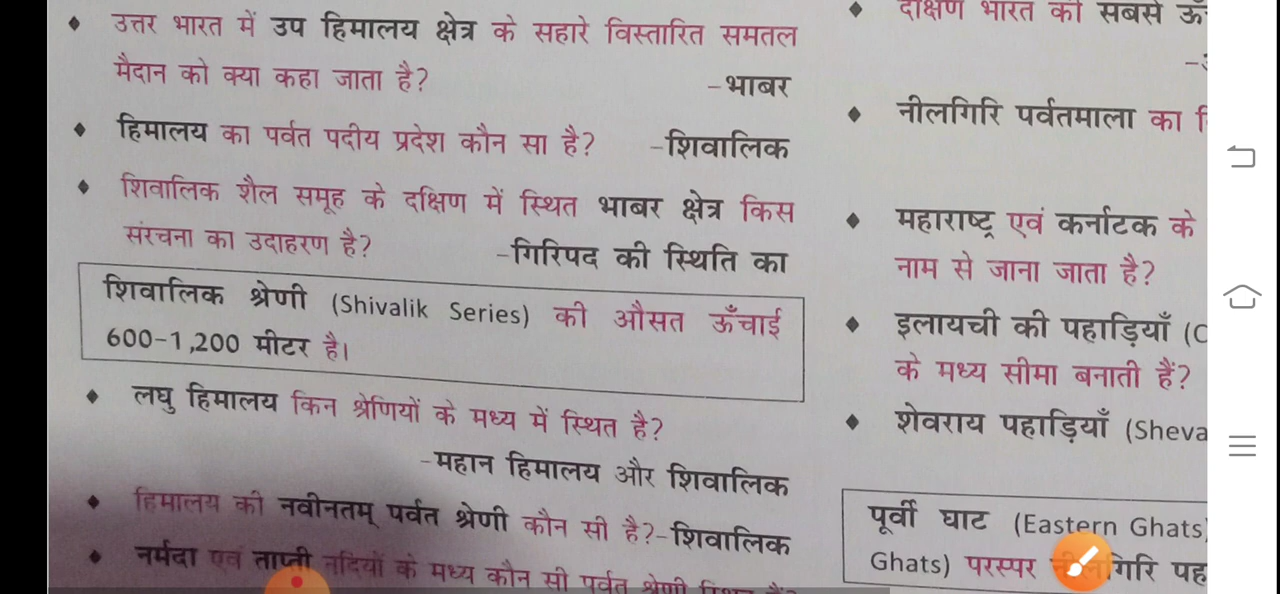 उत्तर भारत में उप हिमालय क्षेत्र के सहारे विस्तारित समतल
मैदान को क्या कहा जाता है? -भाबर
हिमालय का पर्वत पदीय प्रदेश कौन सा है? -शिवालिक
शिवालिक शैल समूह के दक्षिण में स्थित भाबर क्षेत्र किस
संरचना का उदाहरण है? -गिरिपद की स्थिति का
शिवालिक श्रेणी (Shivalik Series) की औसत ऊँचाई
600-1,200 मीटर है।
लघु हिमालय किन श्रेणियों के मध्य में स्थित है?
-महान हिमालय और शिवालिक
हिमालय की नवीनतम् पर्वत श्रेणी कौन सी है?-शिवालिक
नर्मदा एवं ताप्ती नदियों के मध्य कौन सी पर्वत श्रेणी स्थित है?
दक्षिण भारत की सबसे
नीलगिरि पर्वतमाला का
महाराष्ट्र एवं कर्नाटक के
नाम से जाना जाता है?
इलायची की पहाड़ियाँ (C
के मध्य सीमा बनाती हैं?
शेवराय पहाड़ियाँ (Sheva
पूर्वी घाट (Eastern Ghats)
Ghats) परस्पर